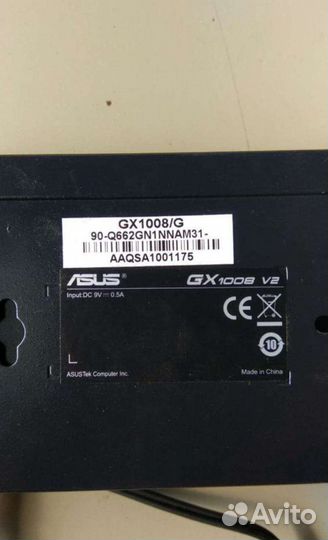 GX1008/G
90-Q662GN1NNAM31-
AAQSA1001175
ASUS® GX1008 V2
Input:DC 9V⎓0.5A
CE
10
ASUSTek Computer Inc.
Made in China
Avito